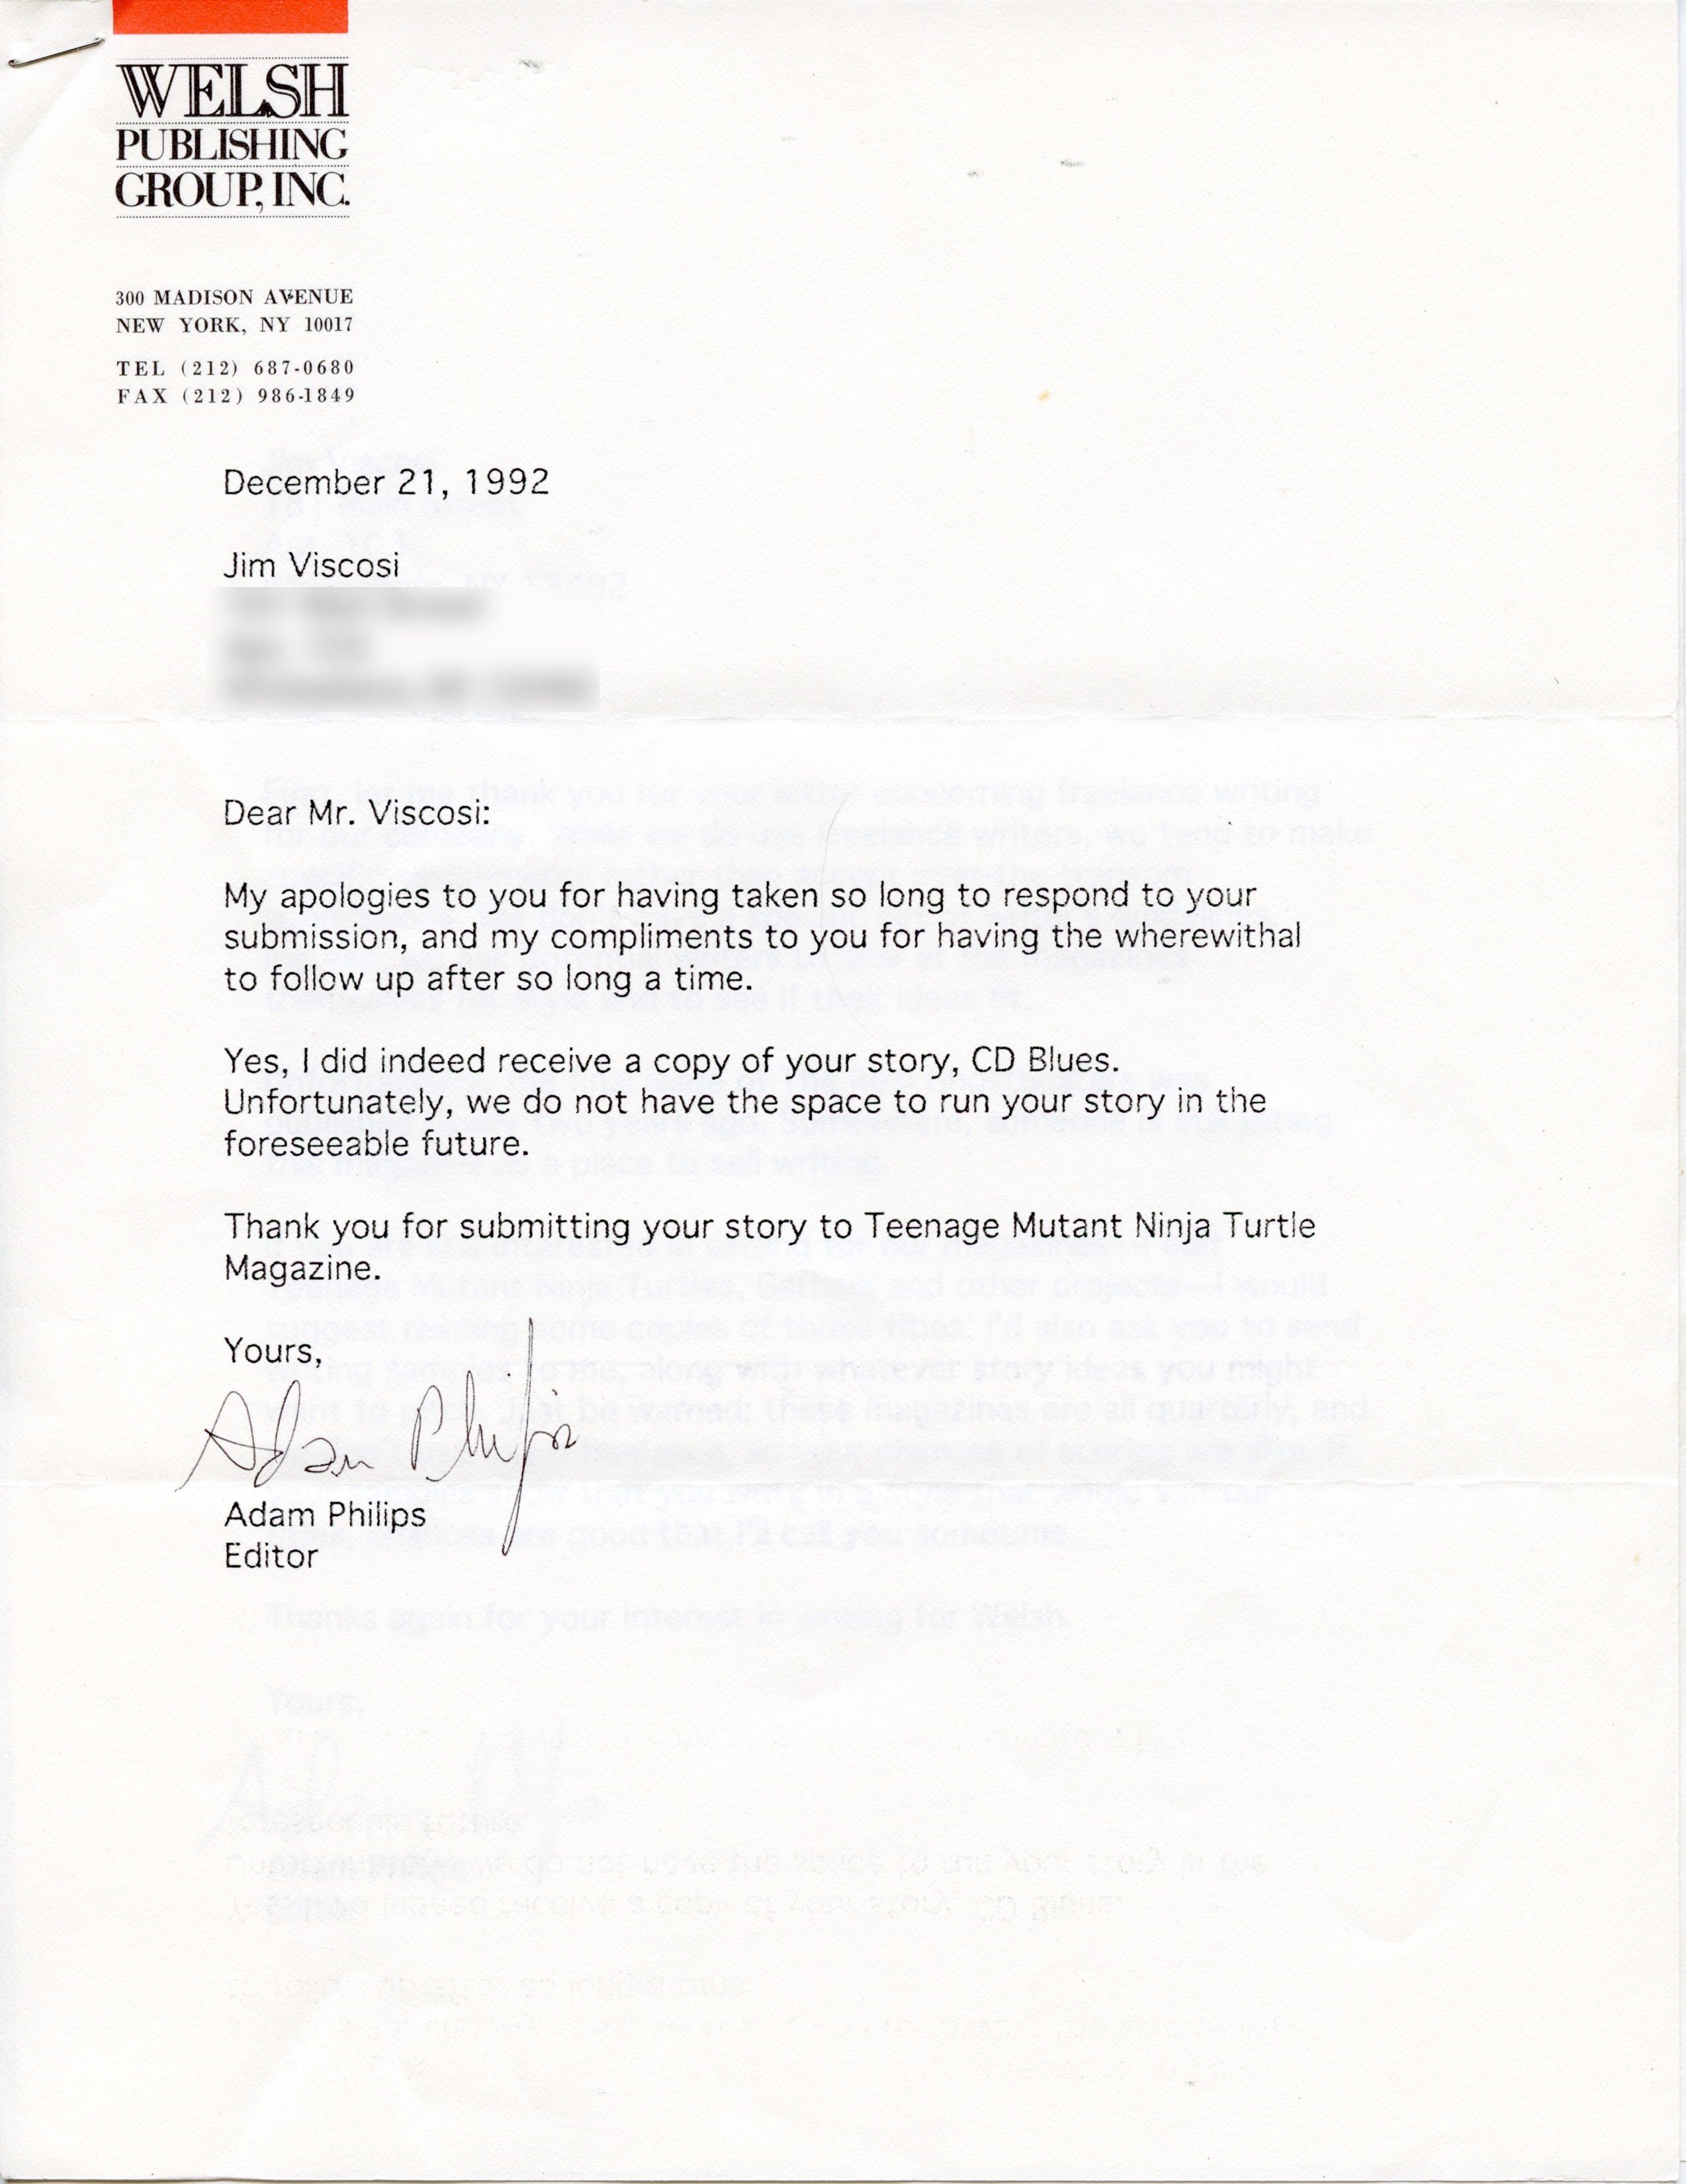 WELSH
PUBLISHING
GROUP, INC.
300 MADISON AVENUE
NEW YORK, NY 10017
TEL (212) 687-0680
FAX (212) 986-1849
December 21, 1992
Jim Viscosi
Dear Mr. Viscosi:
My apologies to you for having taken so long to respond to your
submission, and my compliments to you for having the wherewithal
to follow up after so long a time.
Yes, I did indeed receive a copy of your story, CD Blues.
Unfortunately, we do not have the space to run your story in the
foreseeable future.
Thank you for submitting your story to Teenage Mutant Ninja Turtle
Magazine.
Yours,
Adam Philips
Adam Philips
Editor